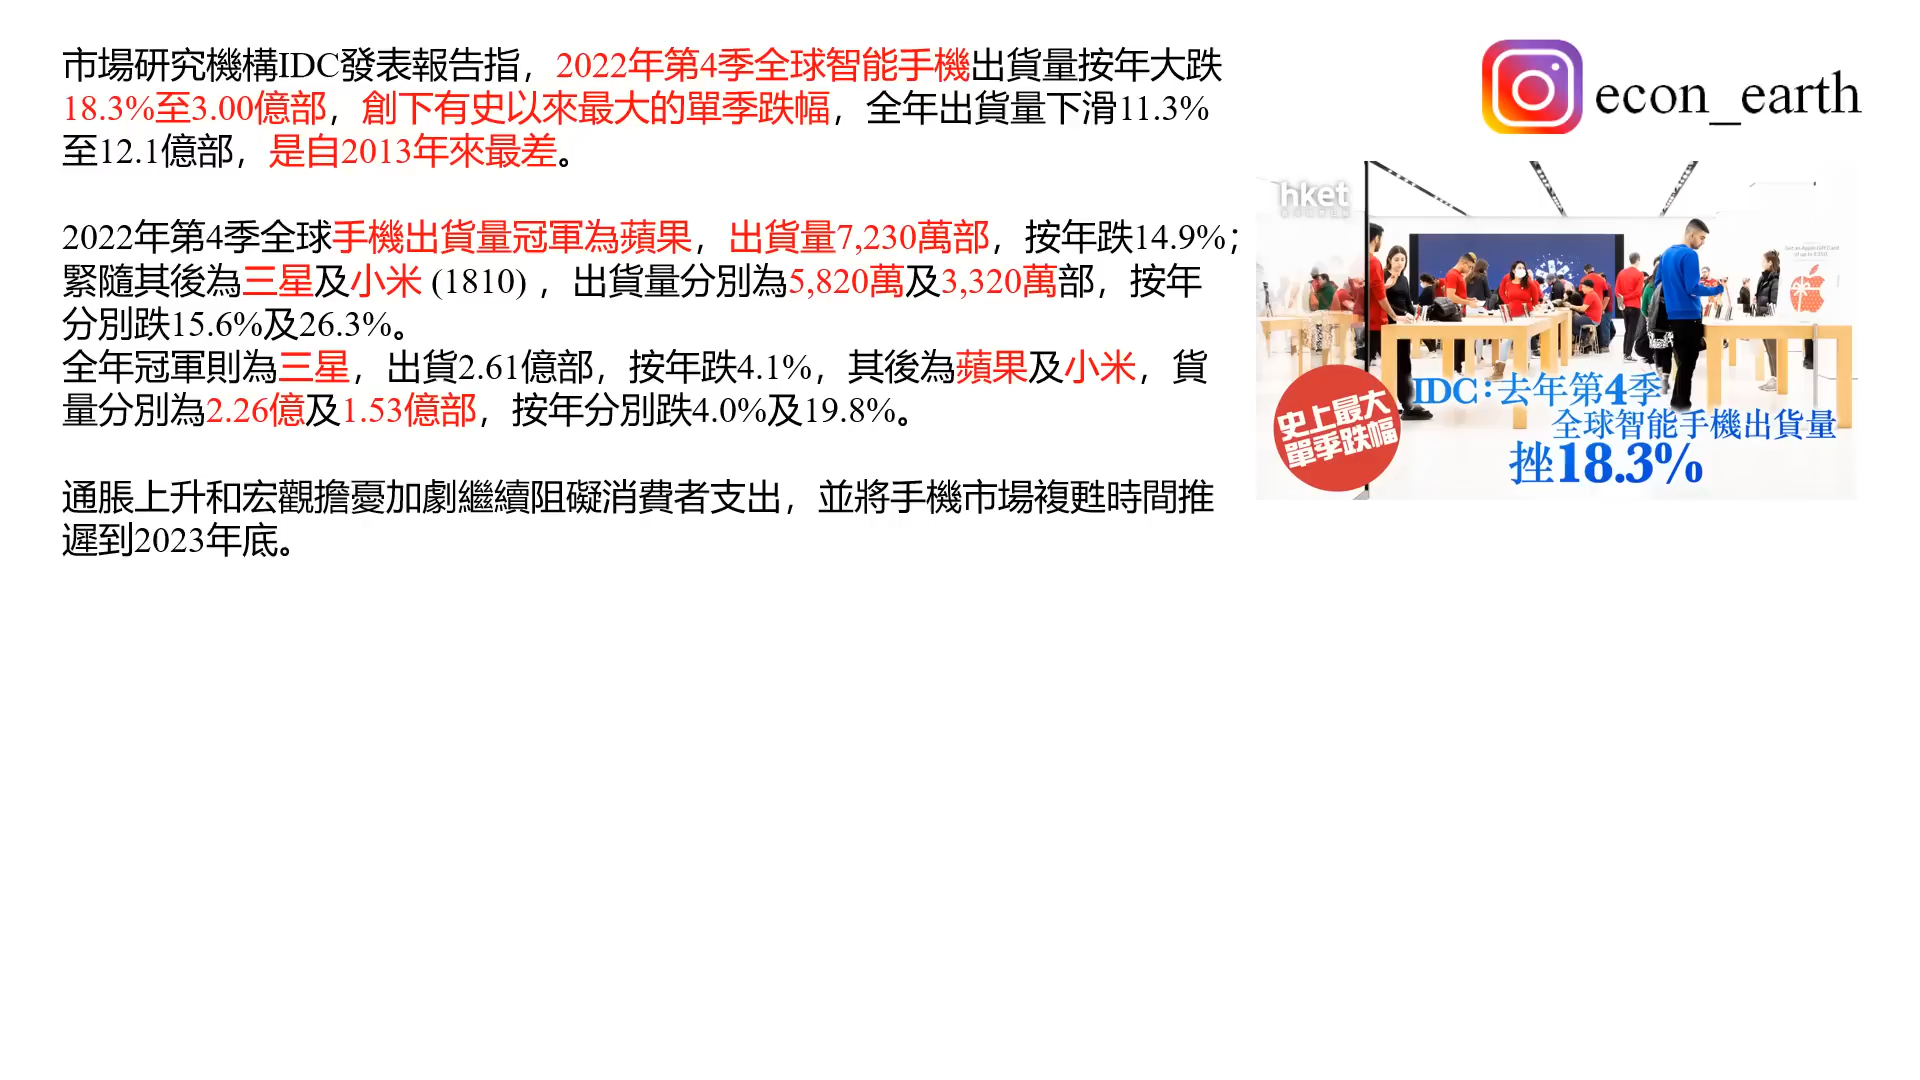 市場研究機構IDC發表報告指，2022年第4季全球智能手機出貨量按年大跌
18.3%至3.00億部，創下有史以來最大的單季跌幅，全年出貨量下滑11.3%
至12.1億部，是自2013年來最差。
2022年第4季全球手機出貨量冠軍為蘋果，出貨量7,230萬部，按年跌14.9%；
緊隨其後為三星及小米 (1810) ，出貨量分別為5,820萬及3,320萬部，按年
分別跌15.6%及26.3%。
全年冠軍則為三星，出貨2.61億部，按年跌4.1%，其後為蘋果及小米，貨
量分別為2.26億及1.53億部，按年分別跌4.0%及19.8%。
通脹上升和宏觀擔憂加劇繼續阻礙消費者支出，並將手機市場複甦時間推
遲到2023年底。
econ_earth
hket
史上最大
單季跌幅
IDC：去年第4季
全球智能手機出貨量
挫18.3%